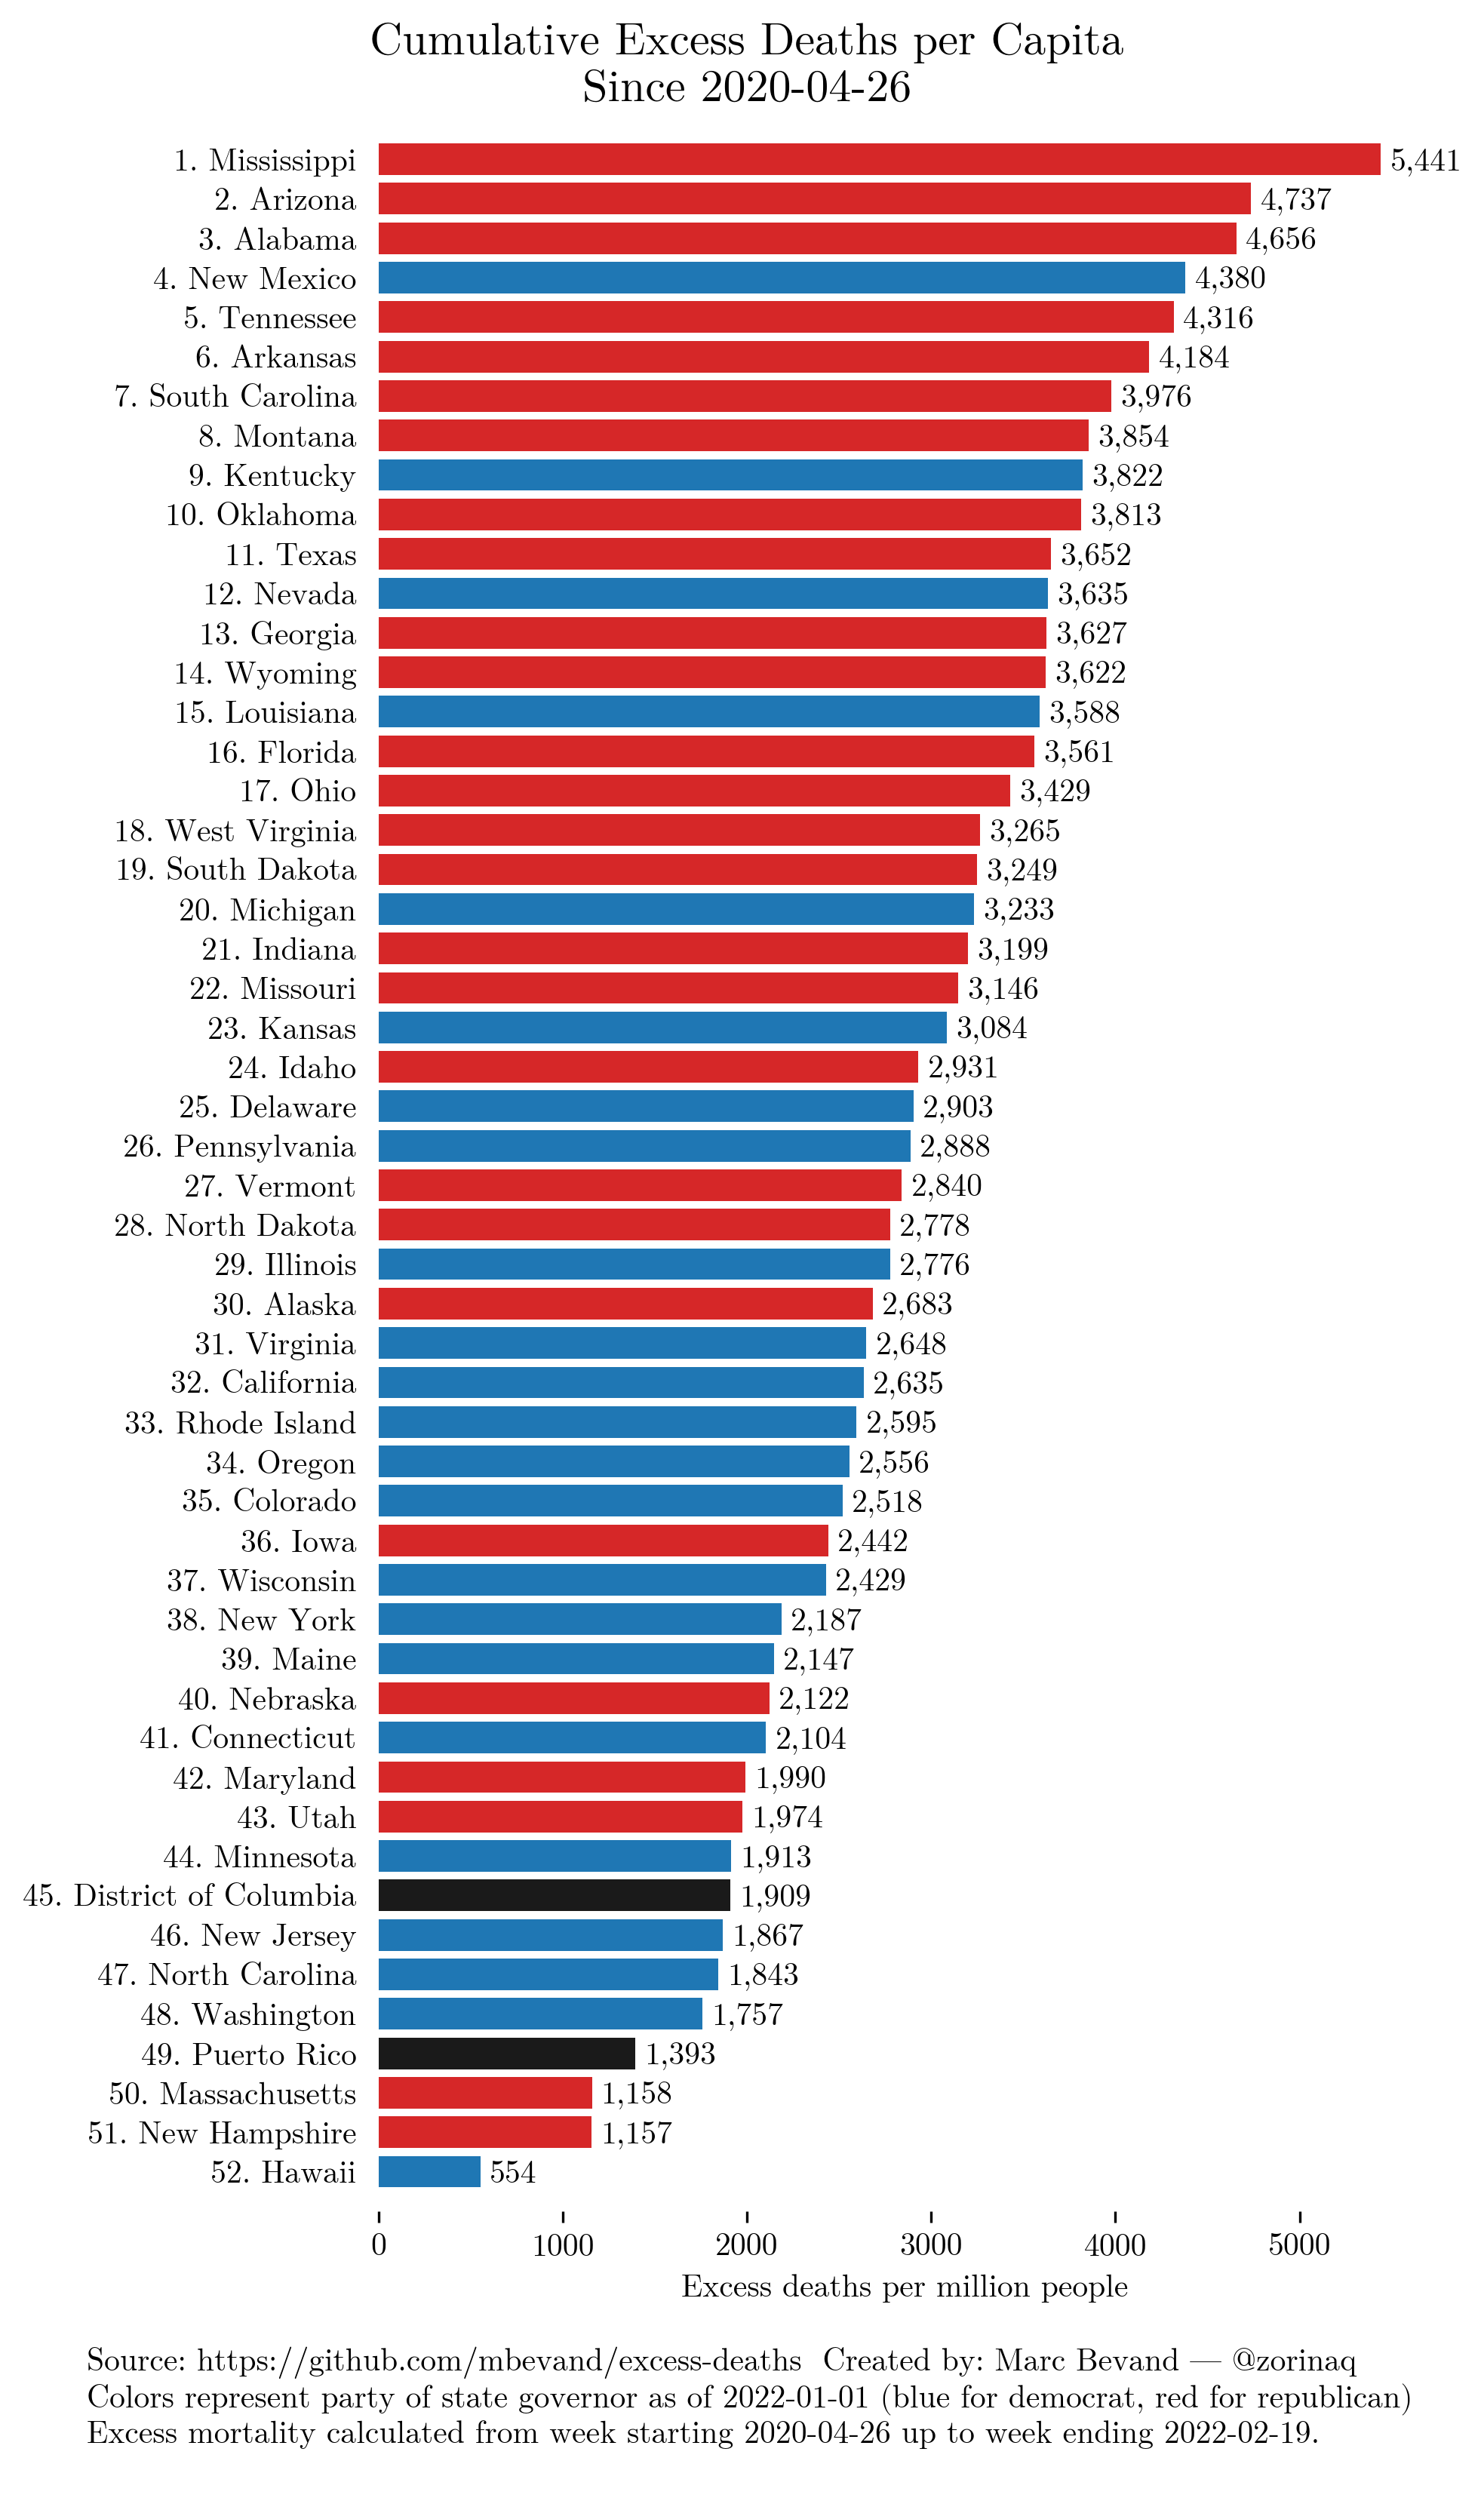 Cumulative Excess Deaths per Capita
Since 2020-04-26
1. Mississippi 5,441
2. Arizona 4,737
3. Alabama 4,656
4. New Mexico 4,380
5. Tennessee 4,316
6. Arkansas 4,184
7. South Carolina 3,976
8. Montana 3,854
9. Kentucky 3,822
10. Oklahoma 3,813
11. Texas 3,652
12. Nevada 3,635
13. Georgia 3,627
14. Wyoming 3,622
15. Louisiana 3,588
16. Florida 3,561
17. Ohio 3,429
18. West Virginia 3,265
19. South Dakota 3,249
20. Michigan 3,233
21. Indiana 3,199
22. Missouri 3,146
23. Kansas 3,084
24. Idaho 2,931
25. Delaware 2,903
26. Pennsylvania 2,888
27. Vermont 2,840
28. North Dakota 2,778
29. Illinois 2,776
30. Alaska 2,683
31. Virginia 2,648
32. California 2,635
33. Rhode Island 2,595
34. Oregon 2,556
35. Colorado 2,518
36. Iowa 2,442
37. Wisconsin 2,429
38. New York 2,187
39. Maine 2,147
40. Nebraska 2,122
41. Connecticut 2,104
42. Maryland 1,990
43. Utah 1,974
44. Minnesota 1,913
45. District of Columbia 1,909
46. New Jersey 1,867
47. North Carolina 1,843
48. Washington 1,757
49. Puerto Rico 1,393
50. Massachusetts 1,158
51. New Hampshire 1,157
52. Hawaii 554
0 1000 2000 3000 4000 5000
Excess deaths per million people
Source: https://github.com/mbevand/excess-deaths Created by: Marc Bevand — @zorinaq
Colors represent party of state governor as of 2022-01-01 (blue for democrat, red for republican)
Excess mortality calculated from week starting 2020-04-26 up to week ending 2022-02-19.